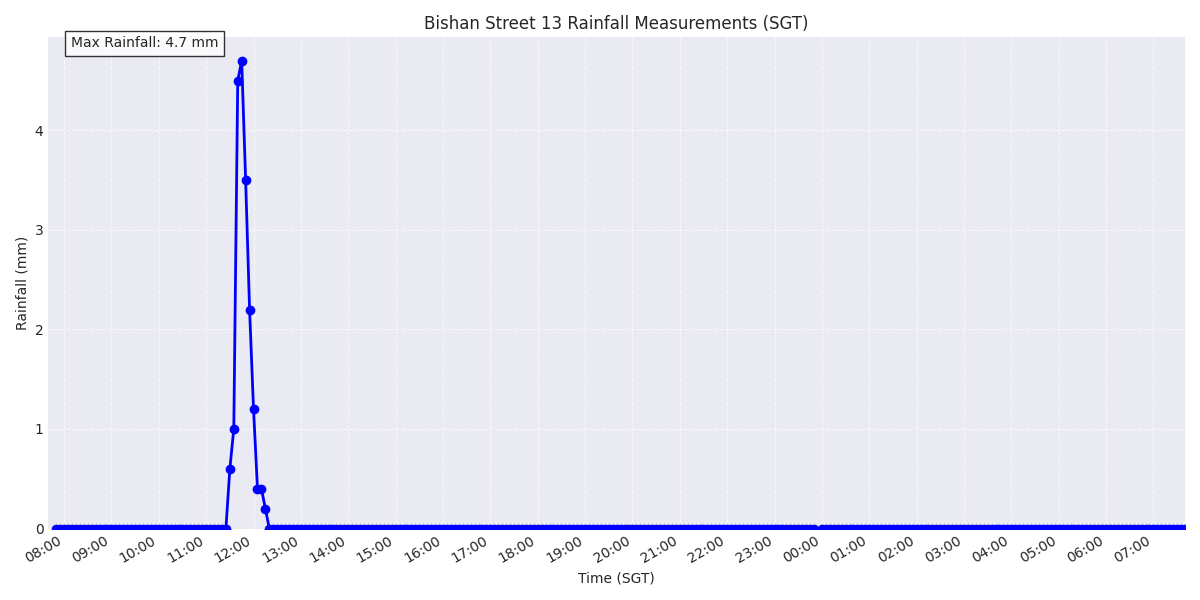 Bishan Street 13 Rainfall Measurements (SGT)
Max Rainfall: 4.7 mm
Rainfall (mm)
4
3
2
1
0
08:00 09:00 10:00 11:00 12:00 13:00 14:00 15:00 16:00 17:00 18:00 19:00 20:00 21:00 22:00 23:00 00:00 01:00 02:00 03:00 04:00 05:00 06:00 07:00
Time (SGT)